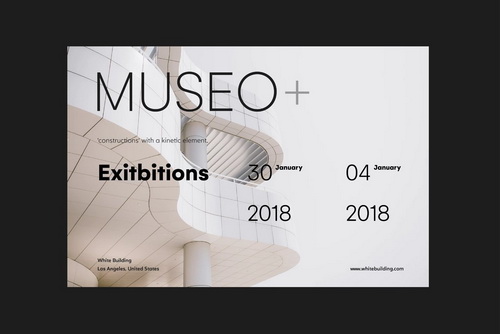 MUSEO+
'constructions' with a kinetic element.
Exitbitions
30 January
2018
04 January
2018
White Building
Los Angeles, United States
www.whitebuilding.com